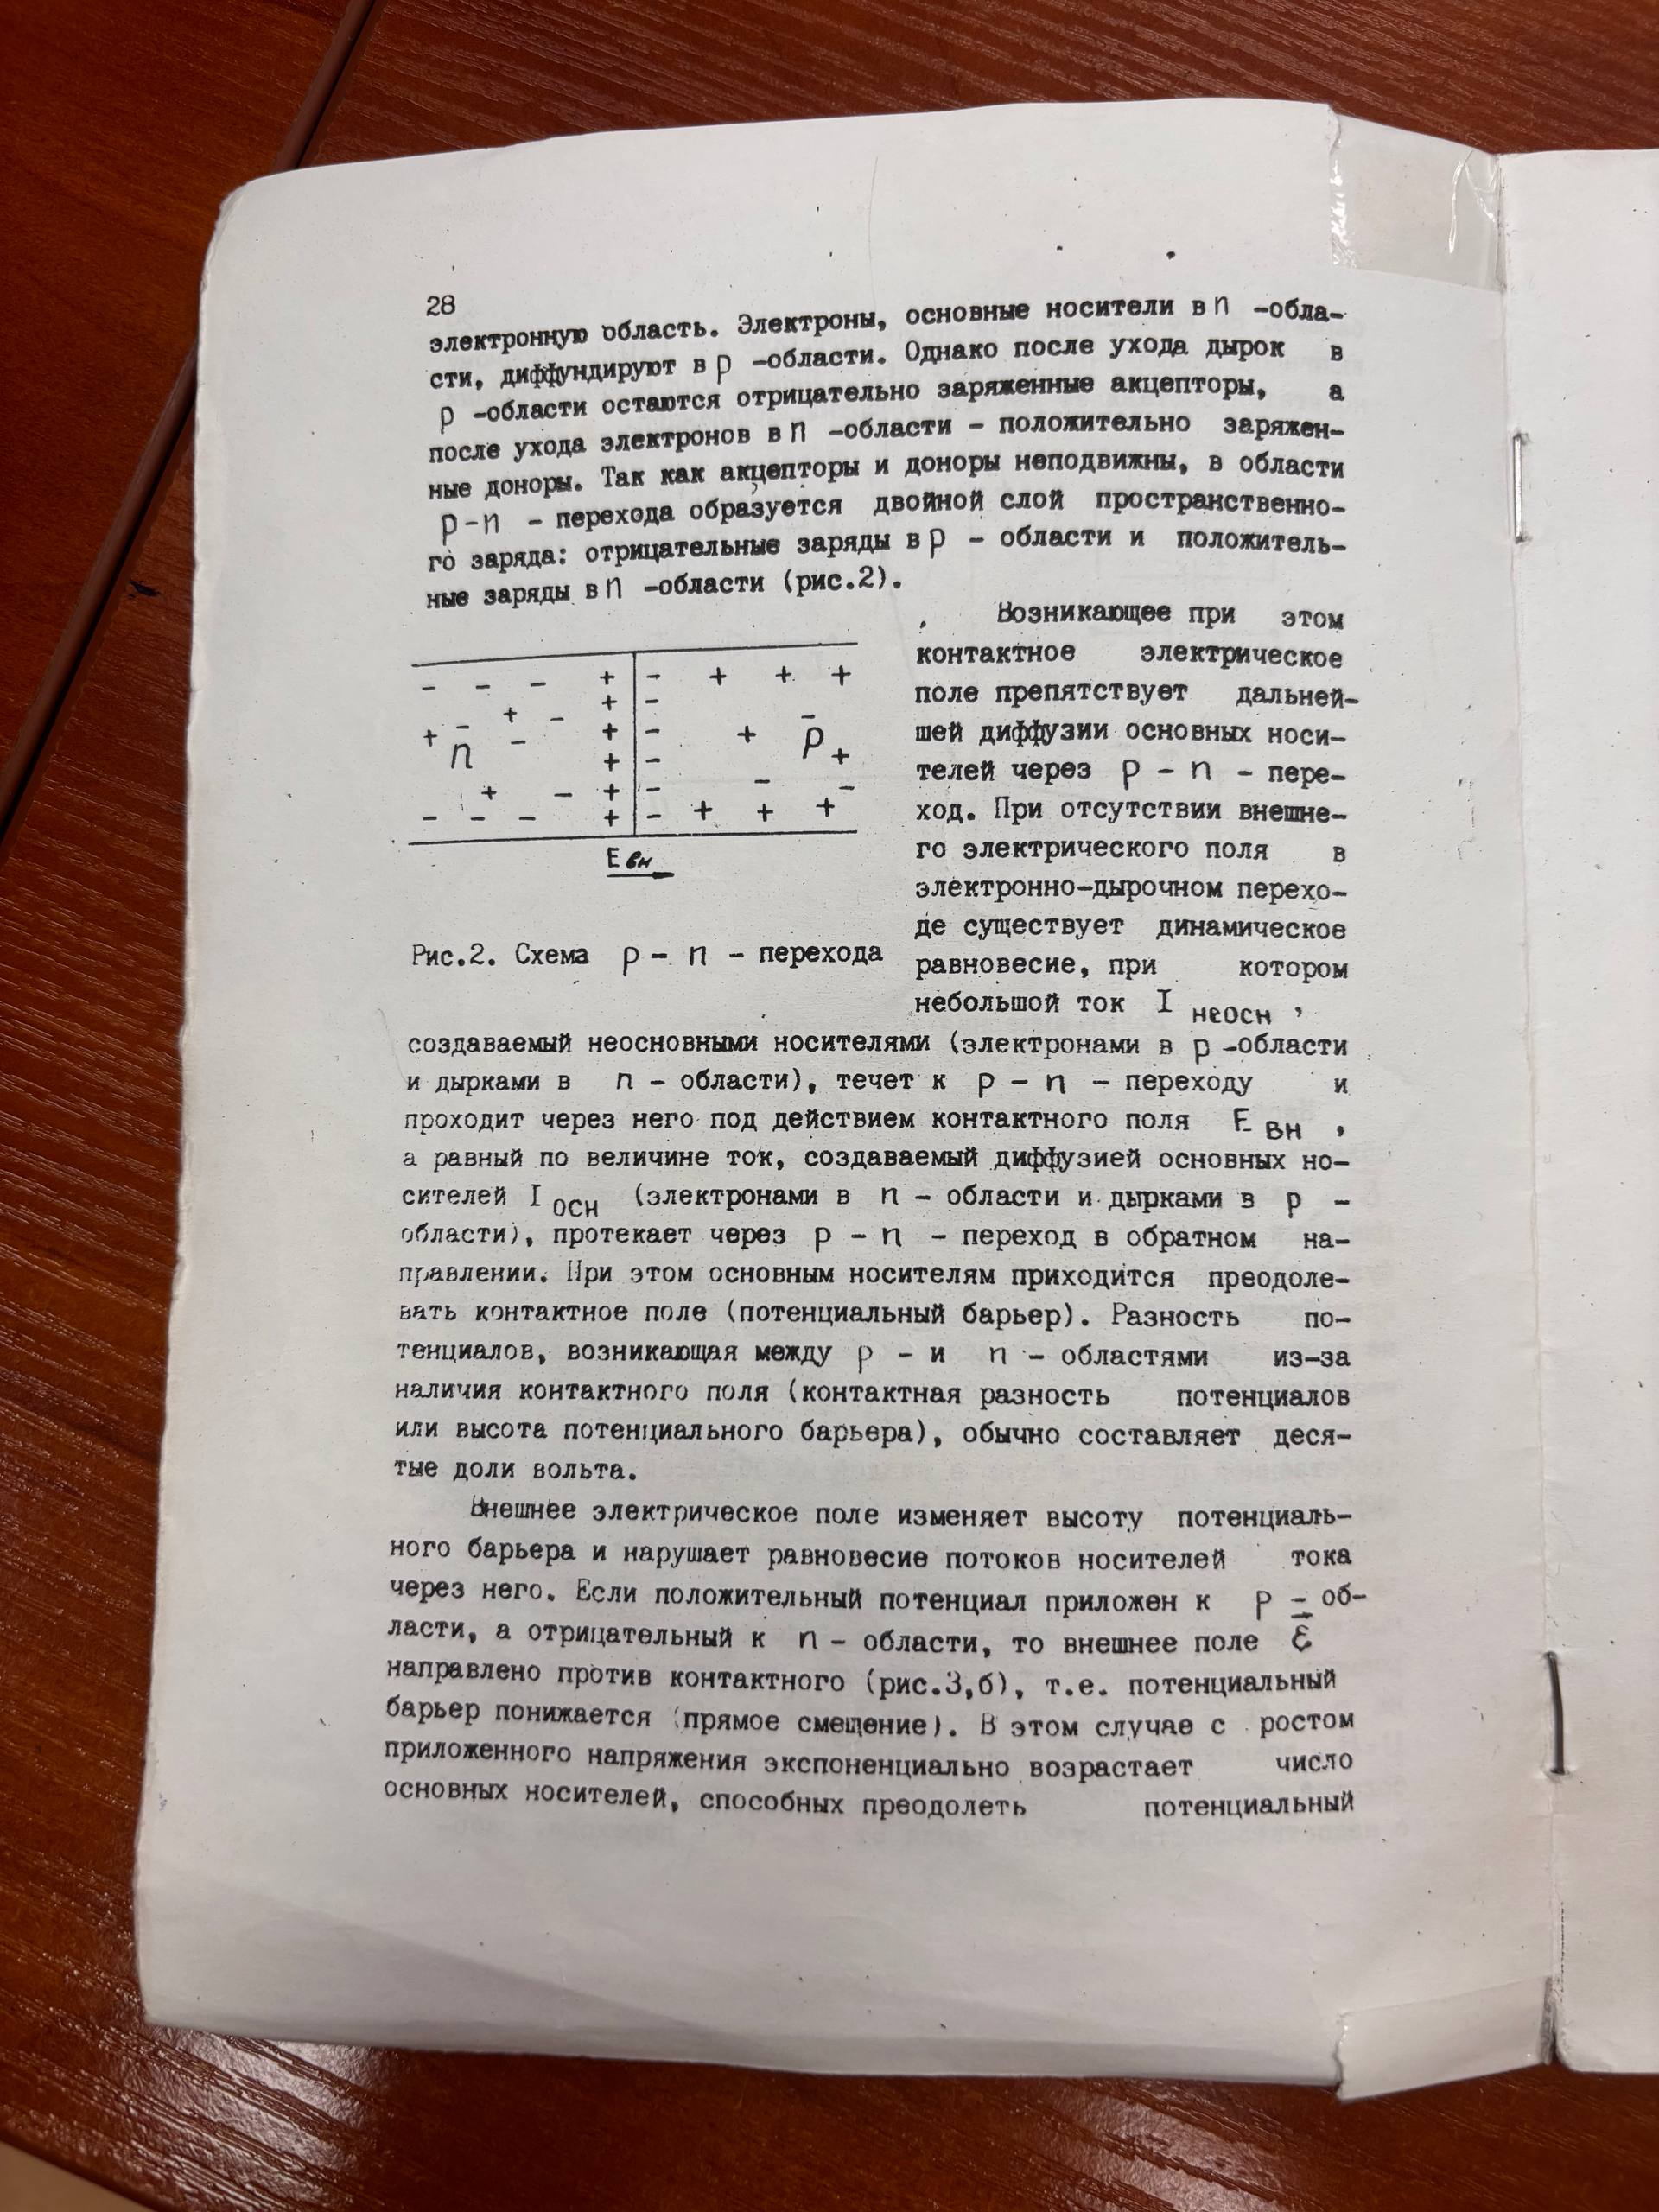 28
электронную область. Электроны, основные носители в n -обла-
сти, диффундируют в p -области. Однако после ухода дырок в
p -области остаются отрицательно заряженные акцепторы, а
после ухода электронов в n -области - положительно заряжен-
ные доноры. Так как акцепторы и доноры неподвижны, в области
p-n - перехода образуется двойной слой пространственно-
го заряда: отрицательные заряды в p - области и положитель-
ные заряды в n -области (рис.2).
Возникающее при этом
контактное электрическое
поле препятствует дальней-
шей диффузии основных носи-
телей через p - n - пере-
ход. При отсутствии внешне-
го электрического поля в
электронно-дырочном перехо-
де существует динамическое
равновесие, при котором
небольшой ток I неосн ,
- - - + - + + +
+ -
+ - -
+ - - + - + p +
n + -
+ - + - - -
- - - + - + + +
E вн
Рис.2. Схема p - n - перехода
создаваемый неосновными носителями (электронами в p -области
и дырками в n - области), течет к p - n - переходу и
проходит через него под действием контактного поля E вн ,
а равный по величине ток, создаваемый диффузией основных но-
сителей I осн (электронами в n - области и дырками в p -
области), протекает через p - n - переход в обратном на-
правлении. При этом основным носителям приходится преодоле-
вать контактное поле (потенциальный барьер). Разность по-
тенциалов, возникающая между p - и n - областями из-за
наличия контактного поля (контактная разность потенциалов
или высота потенциального барьера), обычно составляет деся-
тые доли вольта.
Внешнее электрическое поле изменяет высоту потенциаль-
ного барьера и нарушает равновесие потоков носителей тока
через него. Если положительный потенциал приложен к p - об-
ласти, а отрицательный к n - области, то внешнее поле ℰ
направлено против контактного (рис.3,б), т.е. потенциальный
барьер понижается (прямое смещение). В этом случае с ростом
приложенного напряжения экспоненциально возрастает число
основных носителей, способных преодолеть потенциальный